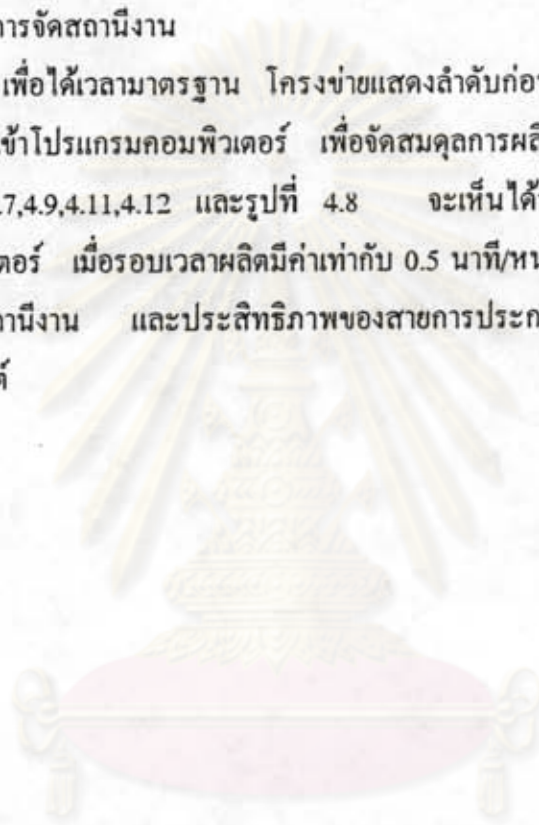 การจัดสถานีงาน
เพื่อได้เวลามาตรฐาน โครงข่ายแสดงลำดับก่อน
ข้าโปรแกรมคอมพิวเตอร์ เพื่อจัดสมดุลการผลิ
.7,4.9,4.11,4.12 และรูปที่ 4.8 จะเห็นได้
ตอร์ เมื่อรอบเวลาผลิตมีค่าเท่ากับ 0.5 นาที/หน
านีงาน และประสิทธิภาพของสายการประก